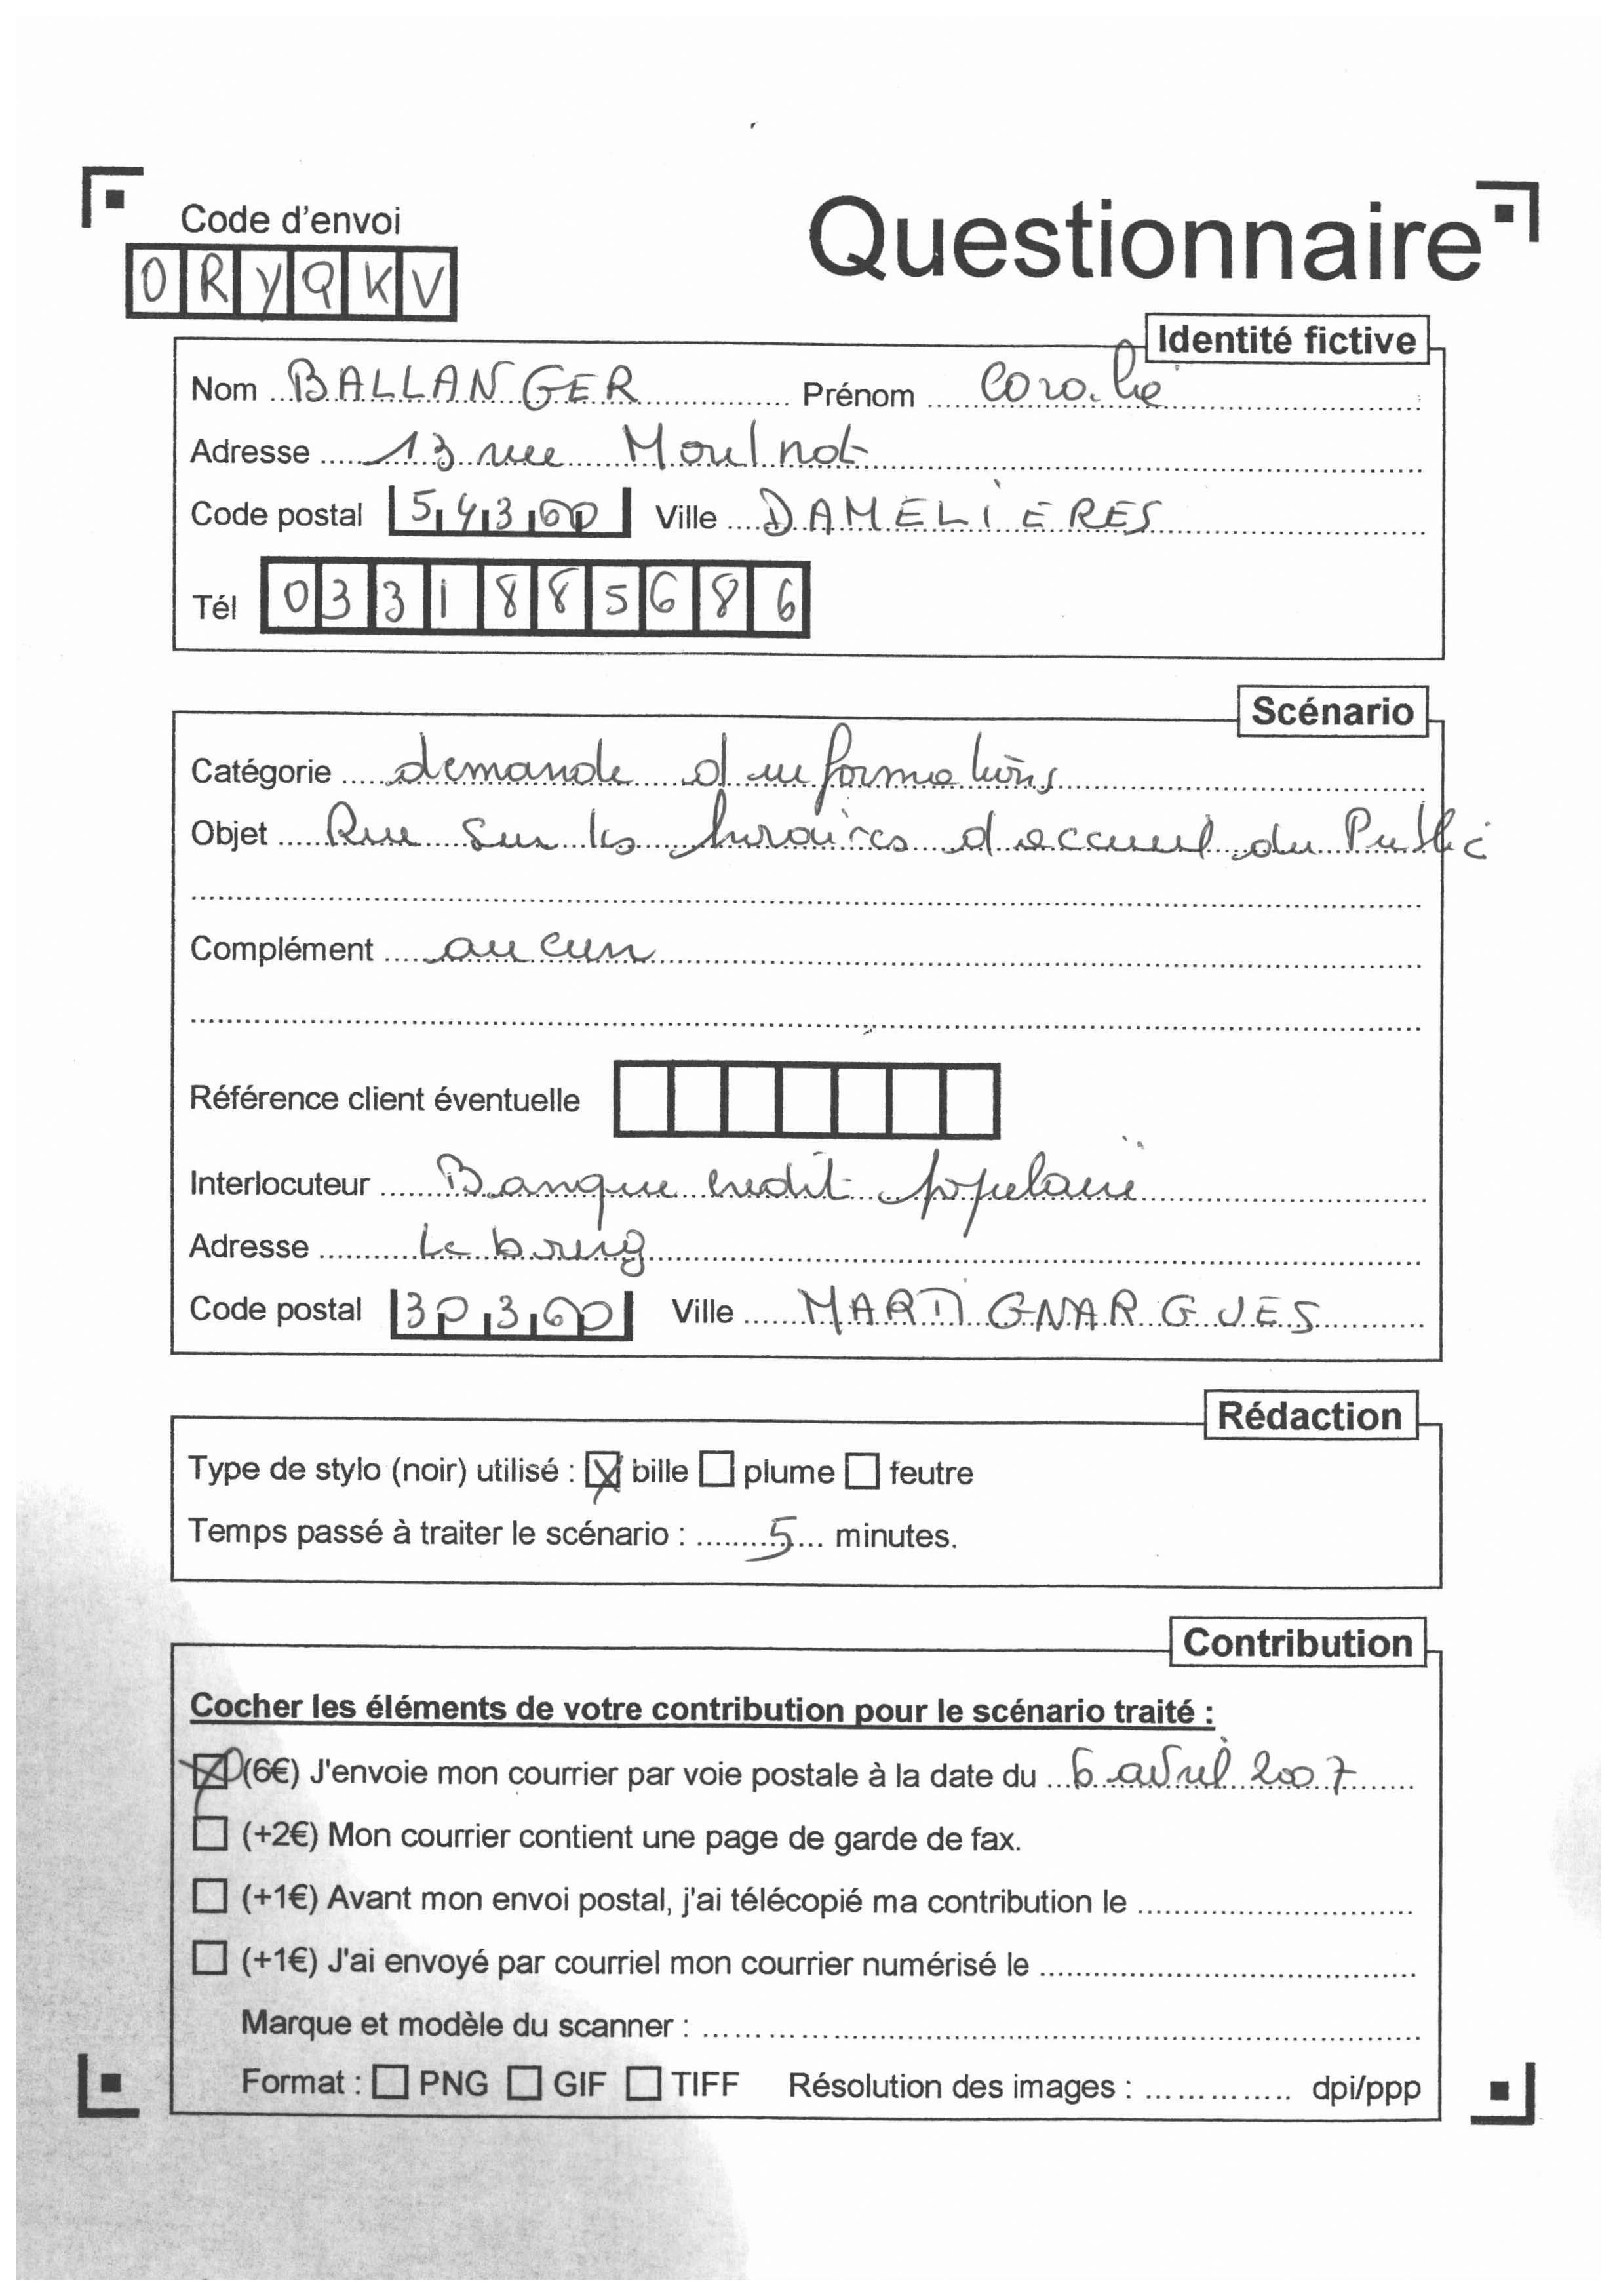 Code d'envoi
Questionnaire
ORYQKV
Identité fictive
Nom BALLANGER Prénom Coralie
Adresse 13 rue Moulnot
Code postal 54300 Ville DAMELIERES
Tél 0331885686
Scénario
Catégorie demande d'informations
Objet sur les horaires d'accueil du Public
Complément aucun
Référence client éventuelle
Interlocuteur Banque crédit populaire
Adresse Le bourg
Code postal 30360 Ville MARTIGNARGUES
Rédaction
Type de stylo (noir) utilisé : bille plume feutre
Temps passé à traiter le scénario : 5 minutes.
Contribution
Cocher les éléments de votre contribution pour le scénario traité :
(6€) J'envoie mon courrier par voie postale à la date du 6 avril 2007
(+2€) Mon courrier contient une page de garde de fax.
(+1€) Avant mon envoi postal, j'ai télécopié ma contribution le
(+1€) J'ai envoyé par courriel mon courrier numérisé le
Marque et modèle du scanner :
Format : PNG GIF TIFF Résolution des images : dpi/ppp